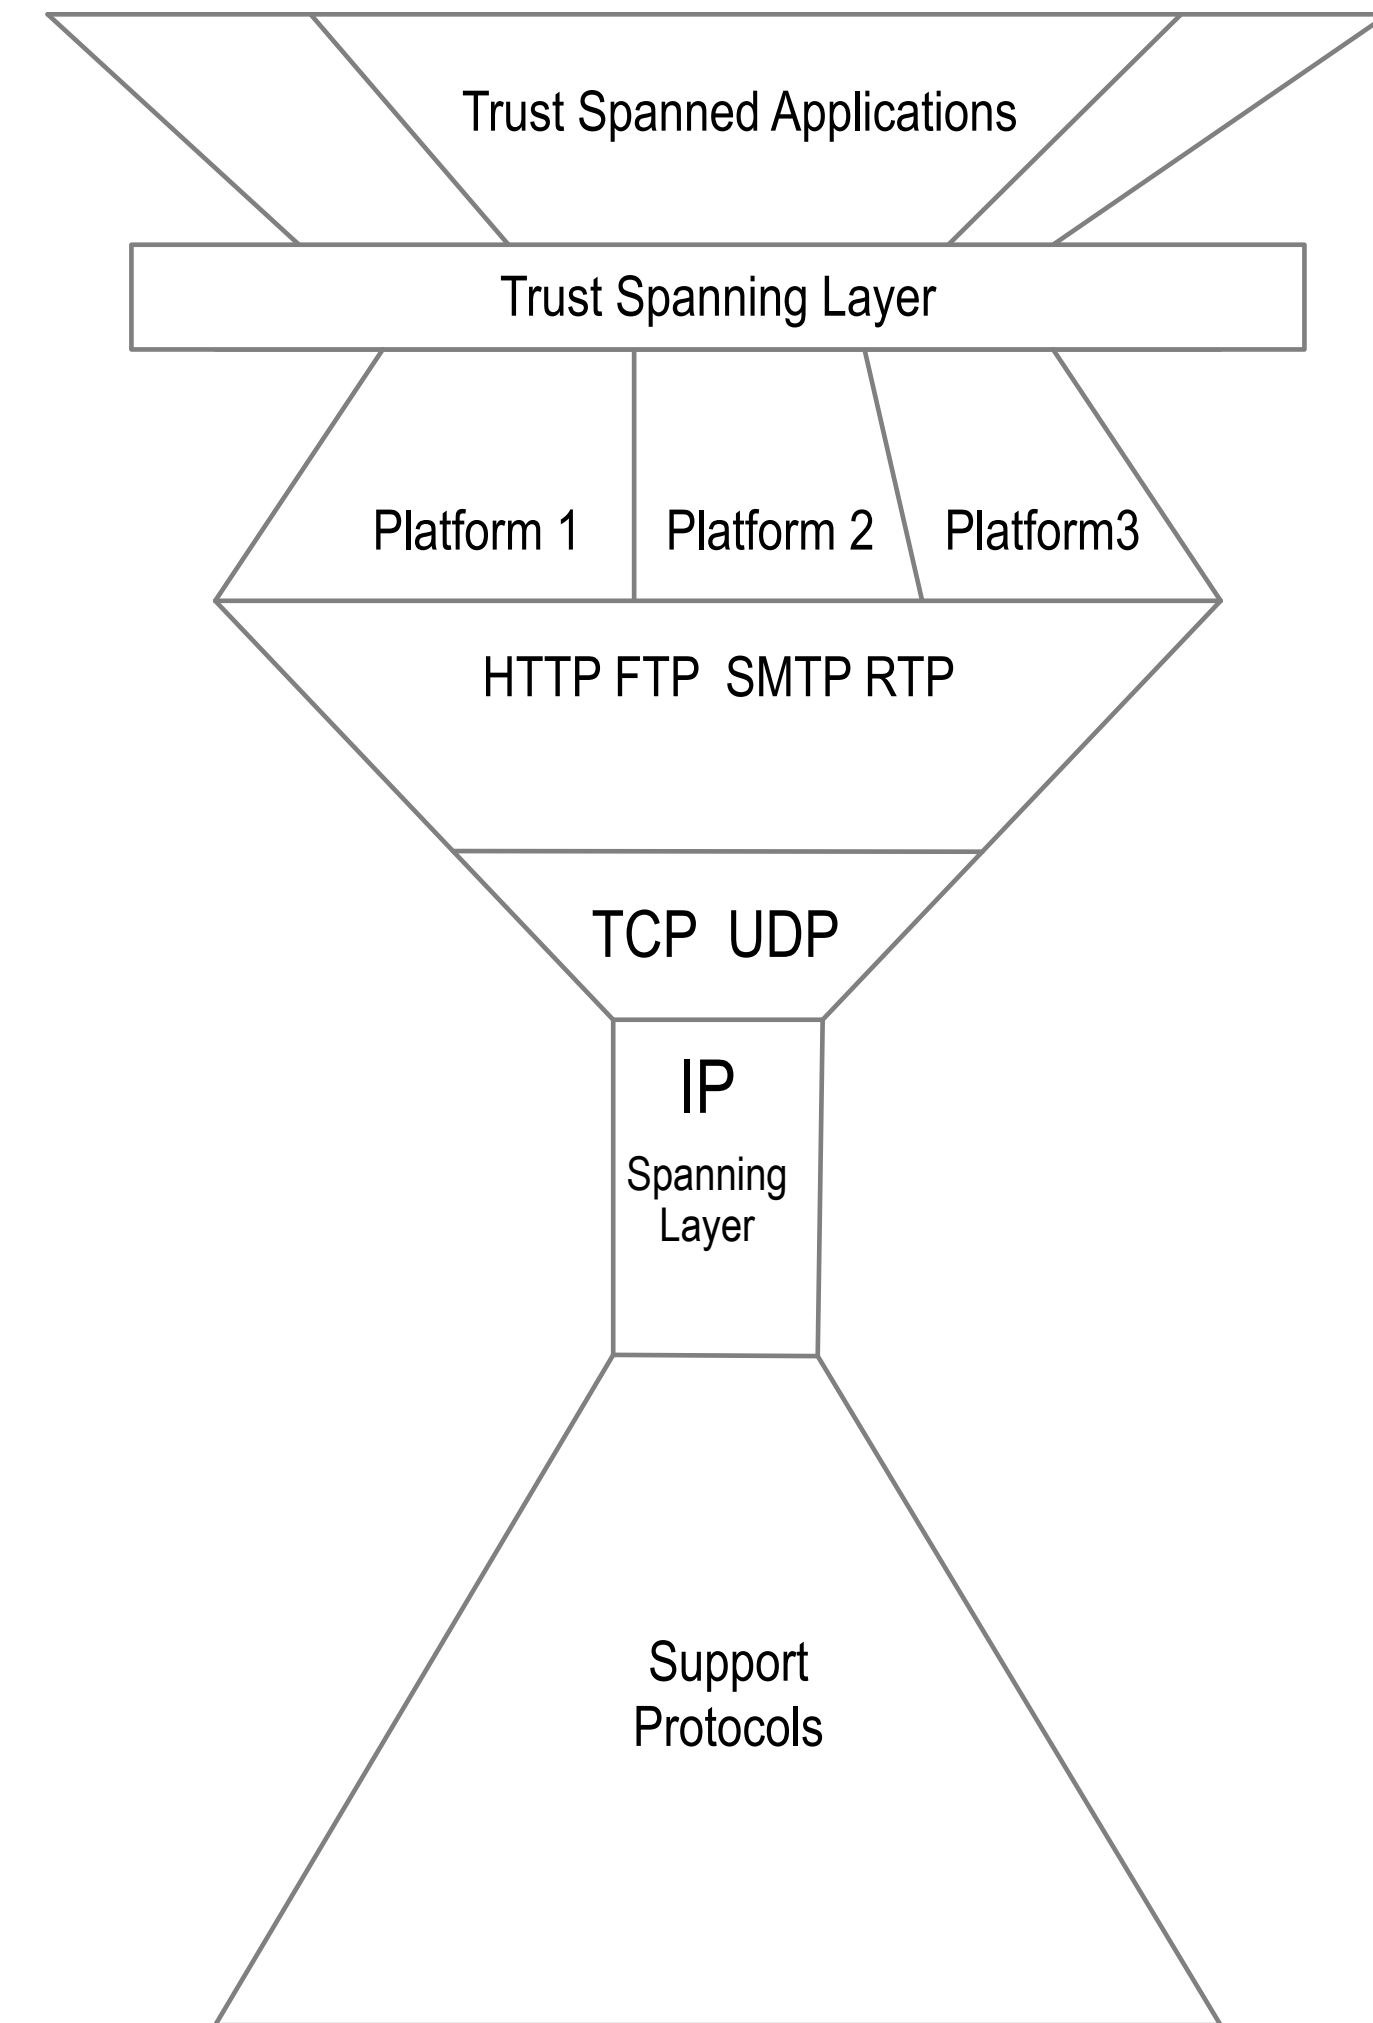 Trust Spanned Applications
Trust Spanning Layer
Platform 1 Platform 2 Platform3
HTTP FTP SMTP RTP
TCP UDP
IP
Spanning
Layer
Support
Protocols